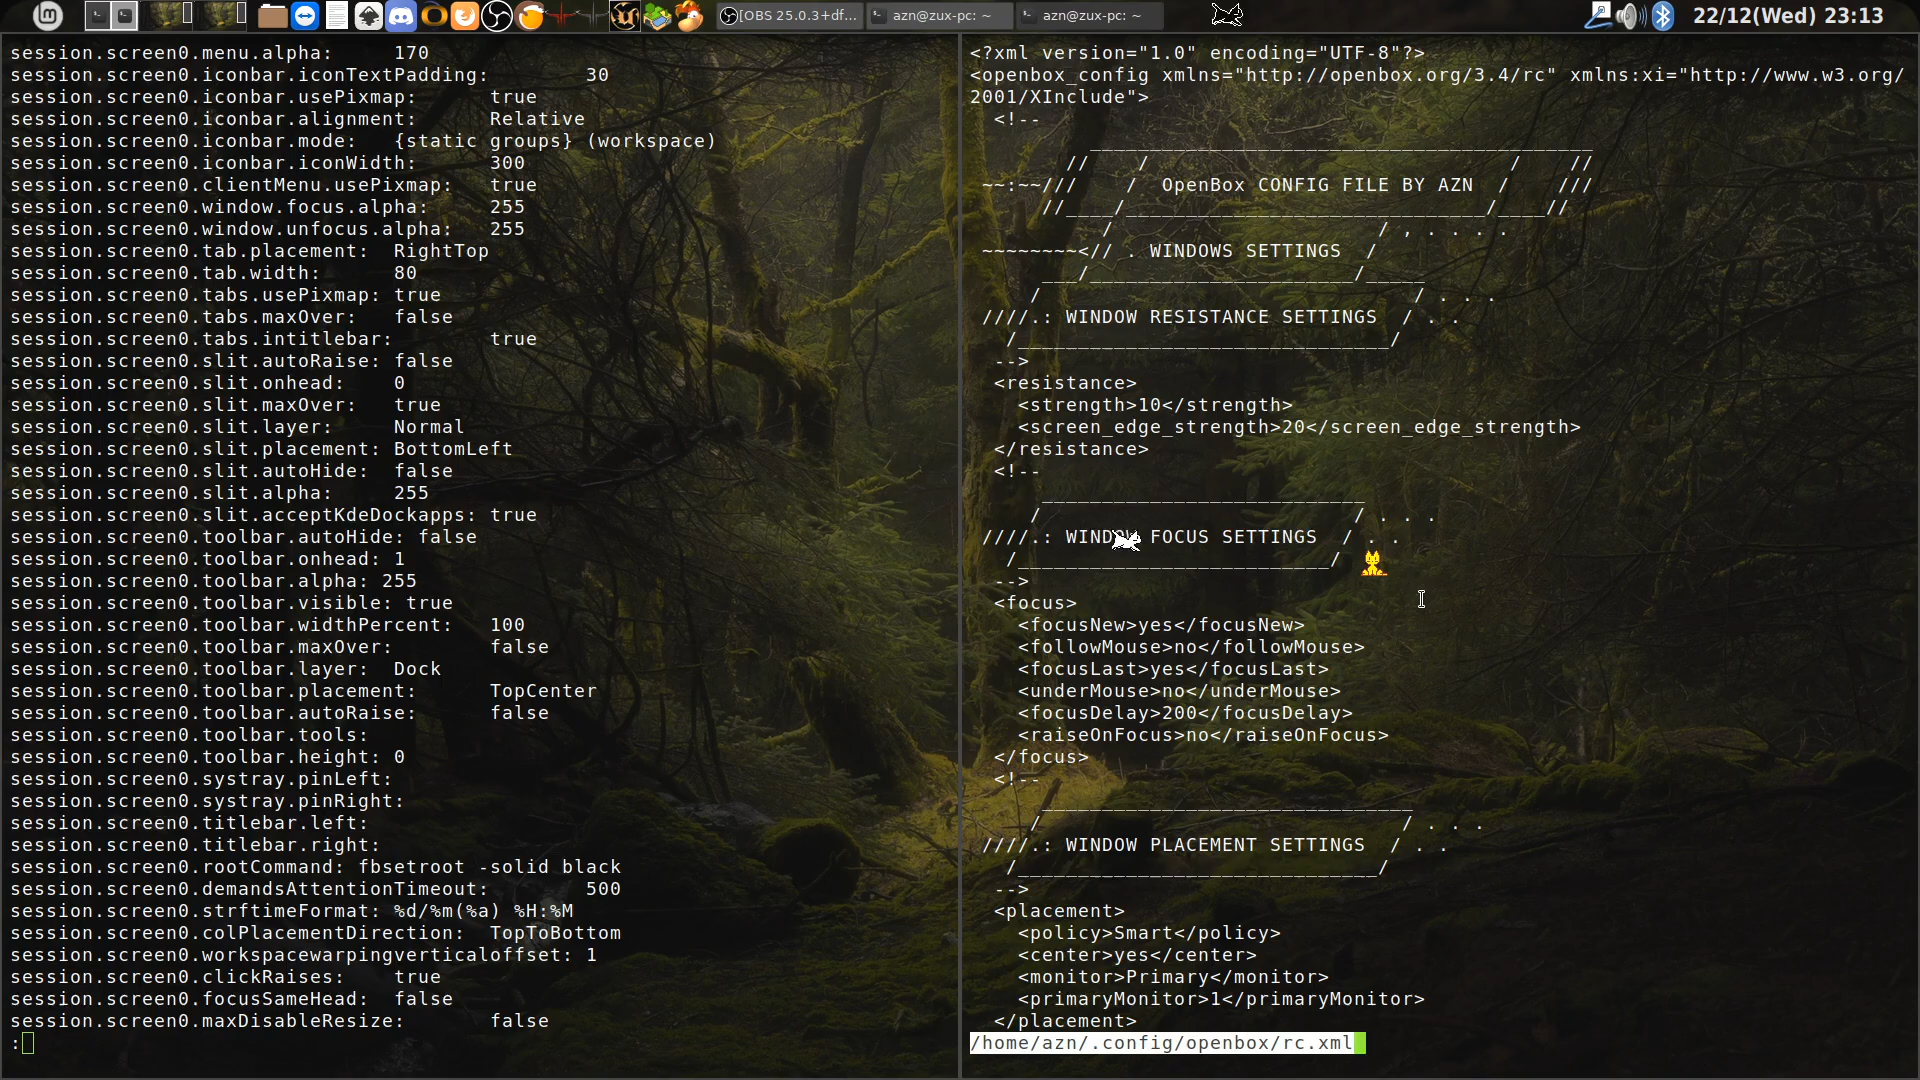 [OBS 25.0.3+df...
azn@zux-pc: ~
azn@zux-pc: ~
22/12(Wed) 23:13
session.screen0.menu.alpha: 170
session.screen0.iconbar.iconTextPadding: 30
session.screen0.iconbar.usePixmap: true
session.screen0.iconbar.alignment: Relative
session.screen0.iconbar.mode: {static groups} (workspace)
session.screen0.iconbar.iconWidth: 300
session.screen0.clientMenu.usePixmap: true
session.screen0.window.focus.alpha: 255
session.screen0.window.unfocus.alpha: 255
session.screen0.tab.placement: RightTop
session.screen0.tab.width: 80
session.screen0.tabs.usePixmap: true
session.screen0.tabs.maxOver: false
session.screen0.tabs.intitlebar: true
session.screen0.slit.autoRaise: false
session.screen0.slit.onhead: 0
session.screen0.slit.maxOver: true
session.screen0.slit.layer: Normal
session.screen0.slit.placement: BottomLeft
session.screen0.slit.autoHide: false
session.screen0.slit.alpha: 255
session.screen0.slit.acceptKdeDockapps: true
session.screen0.toolbar.autoHide: false
session.screen0.toolbar.onhead: 1
session.screen0.toolbar.alpha: 255
session.screen0.toolbar.visible: true
session.screen0.toolbar.widthPercent: 100
session.screen0.toolbar.maxOver: false
session.screen0.toolbar.layer: Dock
session.screen0.toolbar.placement: TopCenter
session.screen0.toolbar.autoRaise: false
session.screen0.toolbar.tools:
session.screen0.toolbar.height: 0
session.screen0.systray.pinLeft:
session.screen0.systray.pinRight:
session.screen0.titlebar.left:
session.screen0.titlebar.right:
session.screen0.rootCommand: fbsetroot -solid black
session.screen0.demandsAttentionTimeout: 500
session.screen0.strftimeFormat: %d/%m(%a) %H:%M
session.screen0.colPlacementDirection: TopToBottom
session.screen0.workspacewarpingverticaloffset: 1
session.screen0.clickRaises: true
session.screen0.focusSameHead: false
session.screen0.maxDisableResize: false
:
<?xml version="1.0" encoding="UTF-8"?>
<openbox_config xmlns="http://openbox.org/3.4/rc" xmlns:xi="http://www.w3.org/
2001/XInclude">
<!--
__________________________________________
//    /                              /    //
~~:~~///    /  OpenBox CONFIG FILE BY AZN  /    ///
//____/______________________________/____//
/                      / , . . . .
~~~~~~~~<// . WINDOWS SETTINGS  /
___/______________________/_____
/                               / . . .
////.: WINDOW RESISTANCE SETTINGS  / . .
/_______________________________/
-->
<resistance>
<strength>10</strength>
<screen_edge_strength>20</screen_edge_strength>
</resistance>
<!--
___________________________
/                          / . . .
////.: WINDOW FOCUS SETTINGS  / . .
/__________________________/
-->
<focus>
<focusNew>yes</focusNew>
<followMouse>no</followMouse>
<focusLast>yes</focusLast>
<underMouse>no</underMouse>
<focusDelay>200</focusDelay>
<raiseOnFocus>no</raiseOnFocus>
</focus>
<!--
_______________________________
/                              / . . .
////.: WINDOW PLACEMENT SETTINGS  / . .
/______________________________/
-->
<placement>
<policy>Smart</policy>
<center>yes</center>
<monitor>Primary</monitor>
<primaryMonitor>1</primaryMonitor>
</placement>
/home/azn/.config/openbox/rc.xml